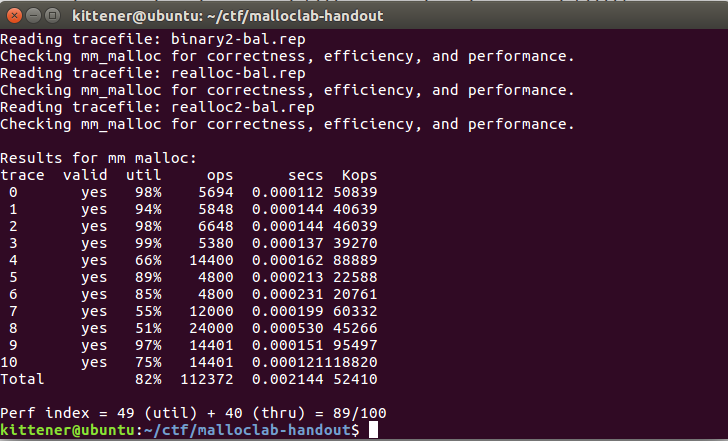 kittener@ubuntu: ~/ctf/malloclab-handout
Reading tracefile: binary2-bal.rep
Checking mm_malloc for correctness, efficiency, and performance.
Reading tracefile: realloc-bal.rep
Checking mm_malloc for correctness, efficiency, and performance.
Reading tracefile: realloc2-bal.rep
Checking mm_malloc for correctness, efficiency, and performance.

Results for mm malloc:
trace  valid  util     ops      secs  Kops
 0       yes   98%    5694  0.000112 50839
 1       yes   94%    5848  0.000144 40639
 2       yes   98%    6648  0.000144 46039
 3       yes   99%    5380  0.000137 39270
 4       yes   66%   14400  0.000162 88889
 5       yes   89%    4800  0.000213 22588
 6       yes   85%    4800  0.000231 20761
 7       yes   55%   12000  0.000199 60332
 8       yes   51%   24000  0.000530 45266
 9       yes   97%   14401  0.000151 95497
10       yes   75%   14401  0.000121118820
Total          82%  112372  0.002144 52410

Perf index = 49 (util) + 40 (thru) = 89/100
kittener@ubuntu:~/ctf/malloclab-handout$